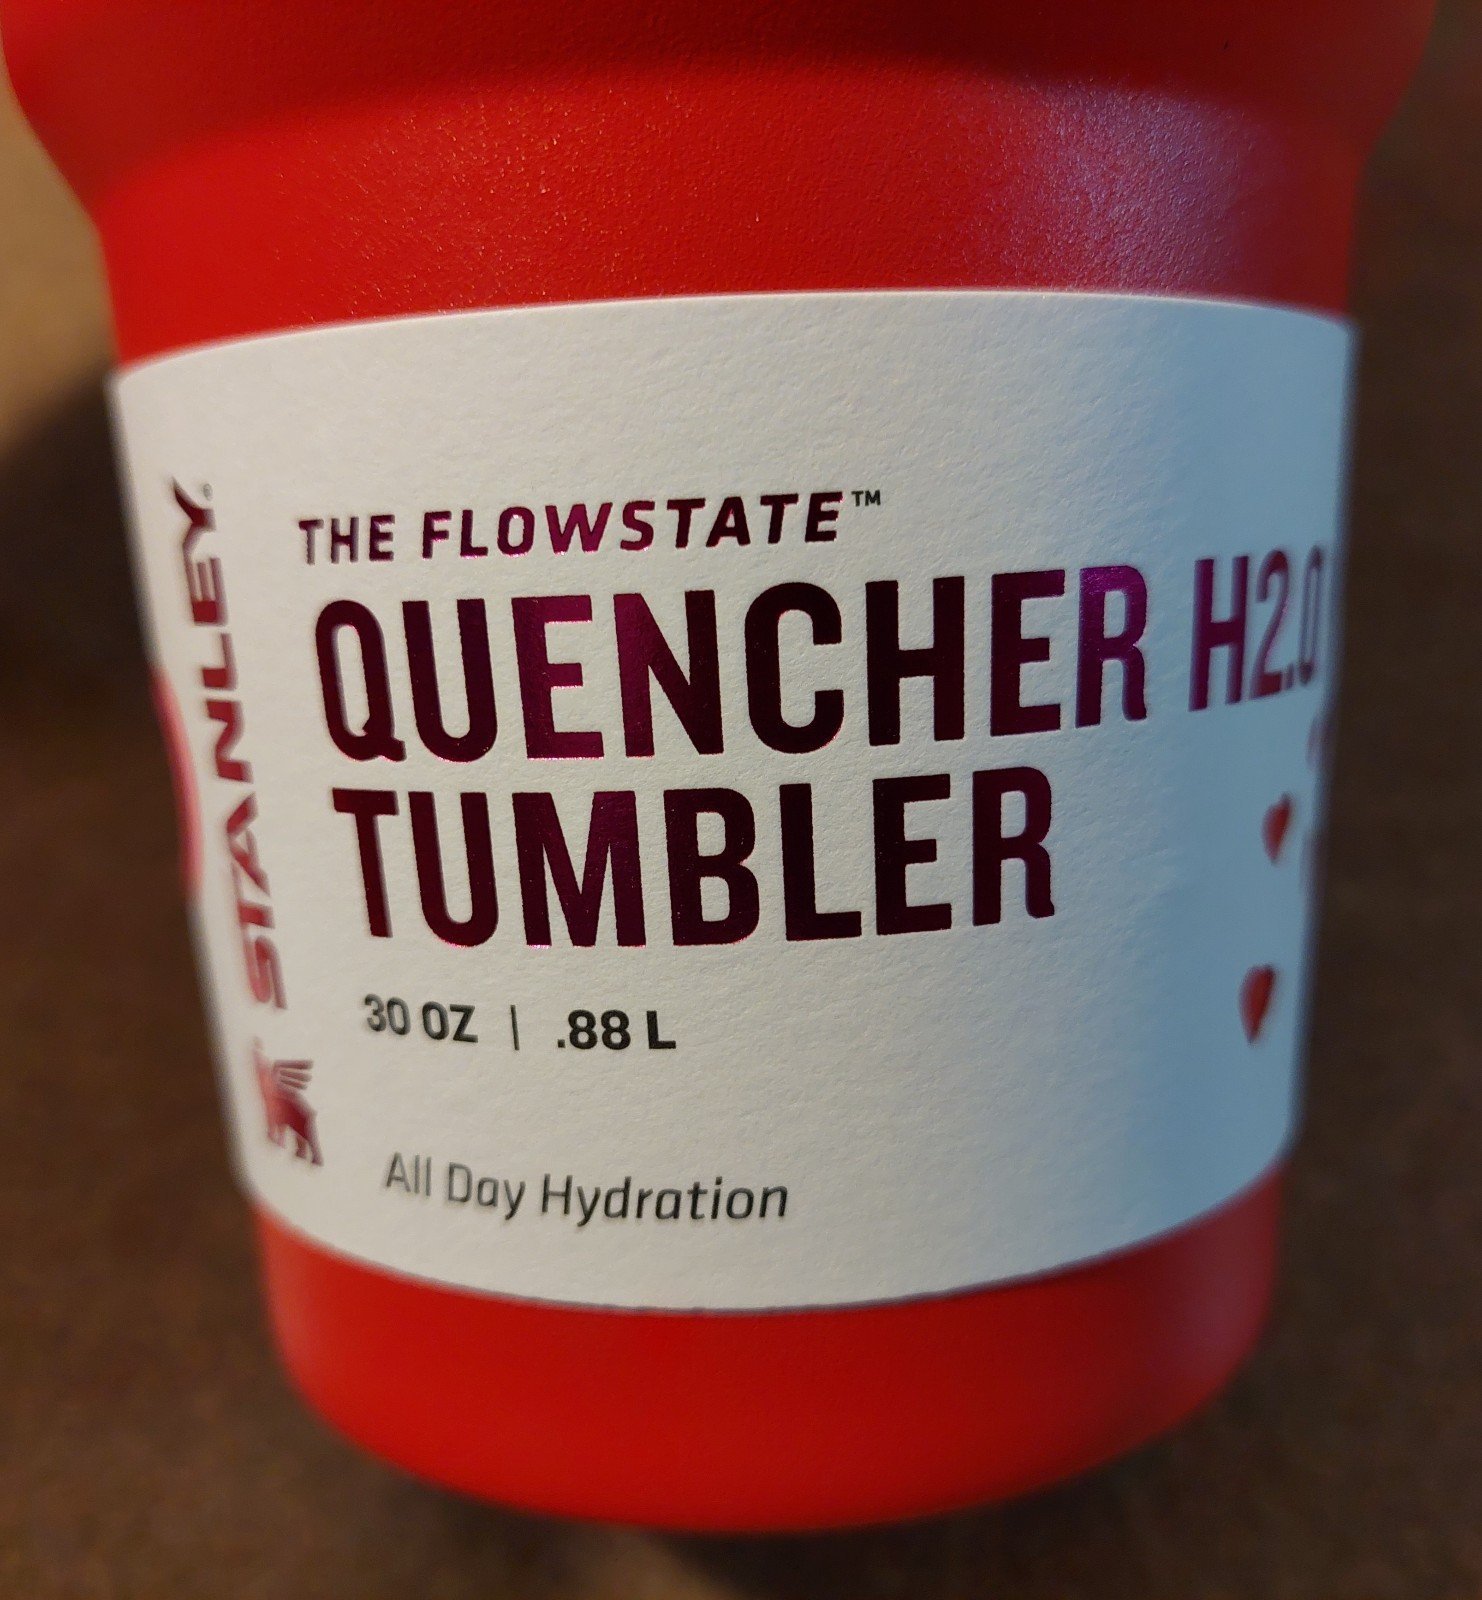 STANLEY®
THE FLOWSTATE™
QUENCHER H2.0
TUMBLER
30 OZ | .88 L
All Day Hydration